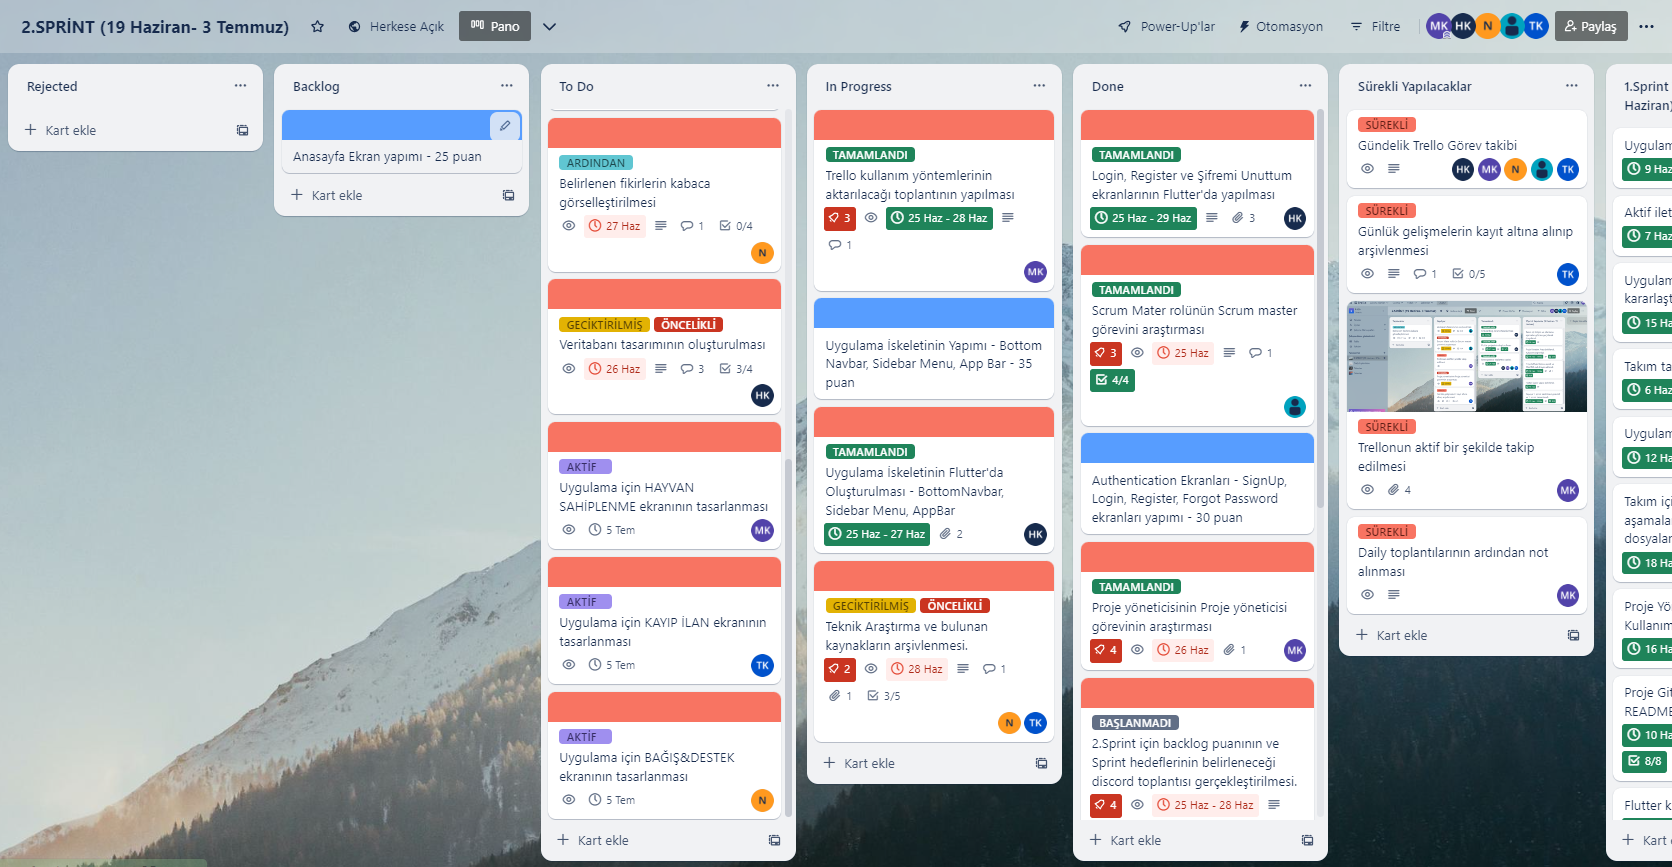 2.SPRİNT (19 Haziran- 3 Temmuz)
Herkese Açık
Pano
Power-Up'lar
Otomasyon
Filtre
MK
HK
N
TK
Paylaş
Rejected
Kart ekle
Backlog
Anasayfa Ekran yapımı - 25 puan
Kart ekle
To Do
ARDINDAN
Belirlenen fikirlerin kabaca
görselleştirilmesi
27 Haz
1
0/4
N
GECİKTİRİLMİŞ
ÖNCELİKLİ
Veritabanı tasarımının oluşturulması
26 Haz
3
3/4
HK
AKTİF
Uygulama için HAYVAN
SAHİPLENME ekranının tasarlanması
5 Tem
MK
AKTİF
Uygulama için KAYIP İLAN ekranının
tasarlanması
5 Tem
TK
AKTİF
Uygulama için BAĞIŞ&DESTEK
ekranının tasarlanması
5 Tem
N
Kart ekle
In Progress
TAMAMLANDI
Trello kullanım yöntemlerinin
aktarılacağı toplantının yapılması
3
25 Haz - 28 Haz
1
MK
Uygulama İskeletinin Yapımı - Bottom
Navbar, Sidebar Menu, App Bar - 35
puan
TAMAMLANDI
Uygulama İskeletinin Flutter'da
Oluşturulması - BottomNavbar,
Sidebar Menu, AppBar
25 Haz - 27 Haz
2
HK
GECİKTİRİLMİŞ
ÖNCELİKLİ
Teknik Araştırma ve bulunan
kaynakların arşivlenmesi.
2
28 Haz
1
1
3/5
N
TK
Kart ekle
Done
TAMAMLANDI
Login, Register ve Şifremi Unuttum
ekranlarının Flutter'da yapılması
25 Haz - 29 Haz
3
HK
TAMAMLANDI
Scrum Mater rolünün Scrum master
görevini araştırması
3
25 Haz
1
4/4
Authentication Ekranları - SignUp,
Login, Register, Forgot Password
ekranları yapımı - 30 puan
TAMAMLANDI
Proje yöneticisinin Proje yöneticisi
görevinin araştırması
4
26 Haz
1
MK
BAŞLANMADI
2.Sprint için backlog puanının ve
Sprint hedeflerinin belirleneceği
discord toplantısı gerçekleştirilmesi.
4
25 Haz - 28 Haz
Kart ekle
Sürekli Yapılacaklar
SÜREKLİ
Gündelik Trello Görev takibi
HK
MK
N
TK
SÜREKLİ
Günlük gelişmelerin kayıt altına alınıp
arşivlenmesi
1
0/5
TK
SÜREKLİ
Trellonun aktif bir şekilde takip
edilmesi
4
MK
SÜREKLİ
Daily toplantılarının ardından not
alınması
MK
Kart ekle
1.Sprint
Haziran)
Uygulam
9 Haz
Aktif ilet
7 Haz
Uygulam
kararlaşt
15 Ha
Takım ta
6 Haz
Uygulam
12 Ha
Takım içi
aşamala
dosyalar
18 Ha
Proje Yö
Kullanım
16 Ha
Proje Git
README
10 Ha
8/8
Flutter k
Kart